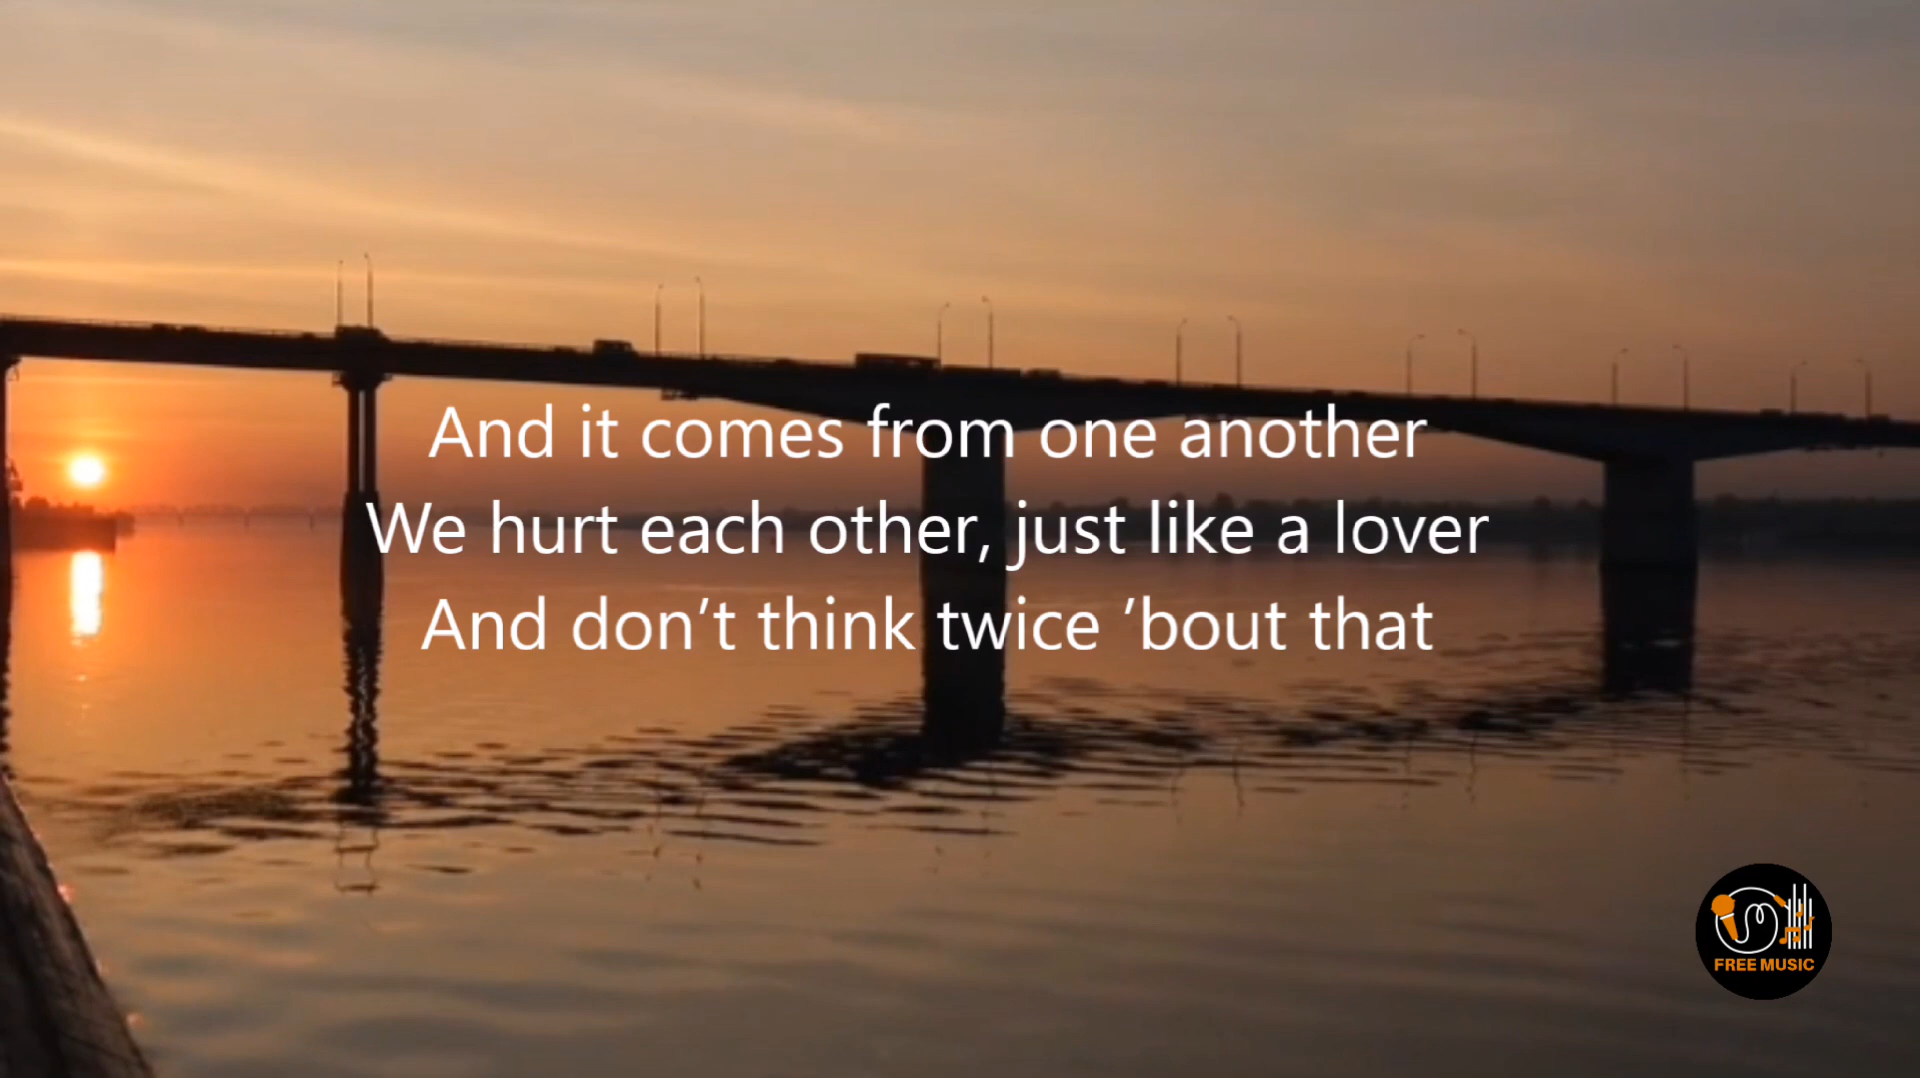 And it comes from one another
We hurt each other, just like a lover
And don’t think twice ’bout that
FREE MUSIC